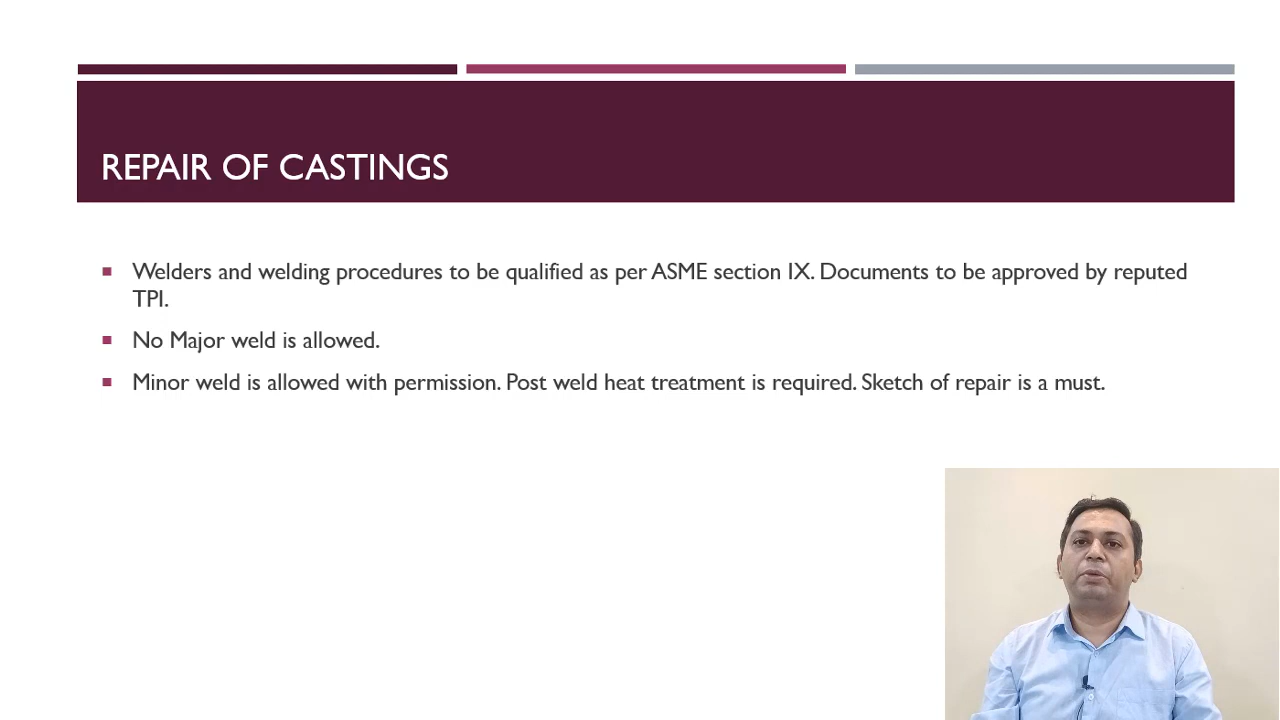 REPAIR OF CASTINGS
Welders and welding procedures to be qualified as per ASME section IX. Documents to be approved by reputed
TPI.
No Major weld is allowed.
Minor weld is allowed with permission. Post weld heat treatment is required. Sketch of repair is a must.